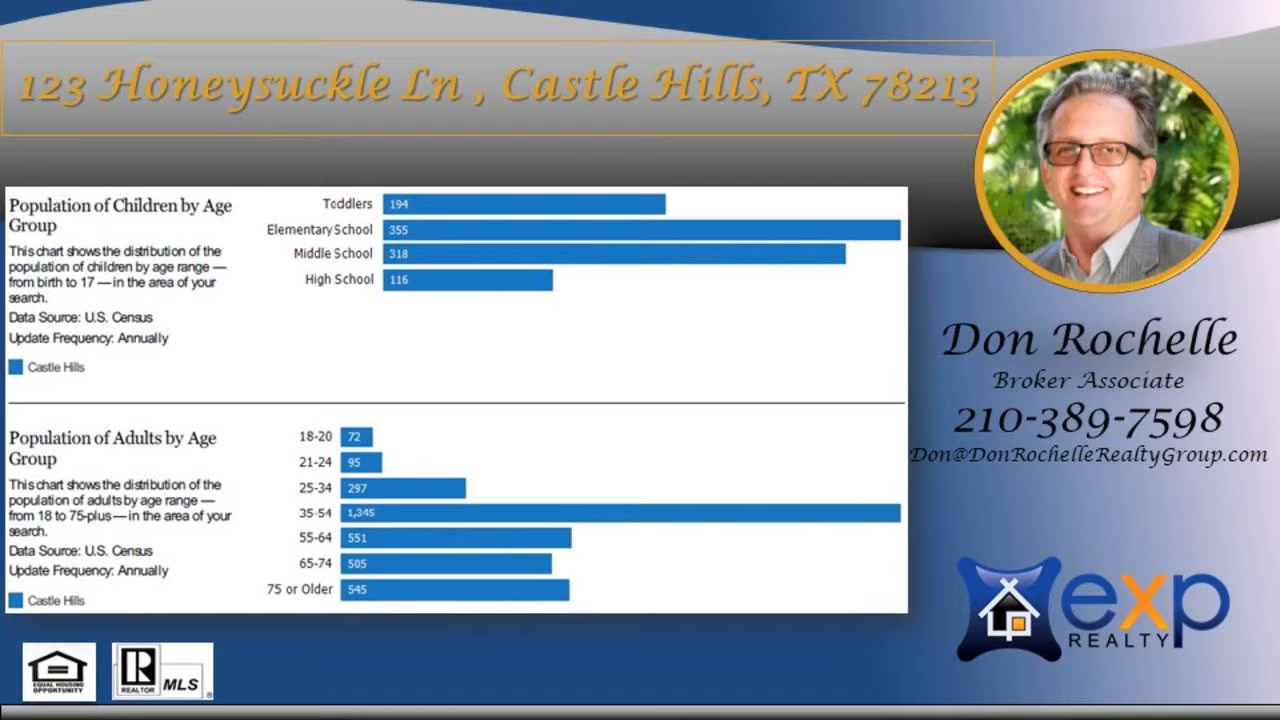 123 Honeysuckle Ln , Castle Hills, TX 78213
Population of Children by Age
Group
This chart shows the distribution of the
population of children by age range —
from birth to 17 — in the area of your
search.
Data Source: U.S. Census
Update Frequency: Annually
Castle Hills
Toddlers 194
Elementary School 355
Middle School 318
High School 116
Population of Adults by Age
Group
This chart shows the distribution of the
population of adults by age range —
from 18 to 75-plus — in the area of your
search.
Data Source: U.S. Census
Update Frequency: Annually
Castle Hills
18-20 72
21-24 95
25-34 297
35-54 1,345
55-64 551
65-74 505
75 or Older 545
Don Rochelle
Broker Associate
210-389-7598
Don@DonRochelleRealtyGroup.com
exp
REALTY
EQUAL HOUSING
OPPORTUNITY
R
REALTOR
MLS
®